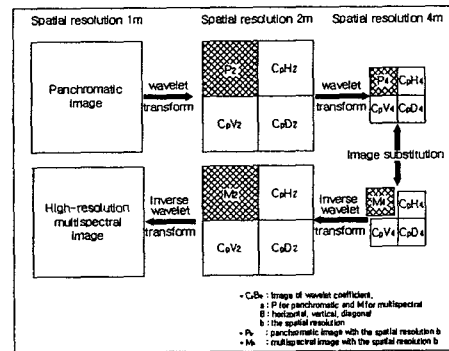 Spatial resolution 1m Spatial resolution 2m Spatial resolution 4m
Panchromatic
image
wavelet
transform
P2 CPH2
CPV2 CPD2
wavelet
transform
P4 CPH4
CPV4 CPD4
Image substitution
High-resolution
multispectral
image
Inverse
wavelet
transform
M2 CPH2
CPV2 CPD2
Inverse
wavelet
transform
M4 CPH4
CPV4 CPD4
: Image of wavelet coefficient,
a : P for panchromatic and M for multispectral
B : horizontal, vertical, diagonal
b : the spatial resolution
• Pb : panchromatic image with the spatial resolution b
• Mb : multispectral image with the spatial resolution b